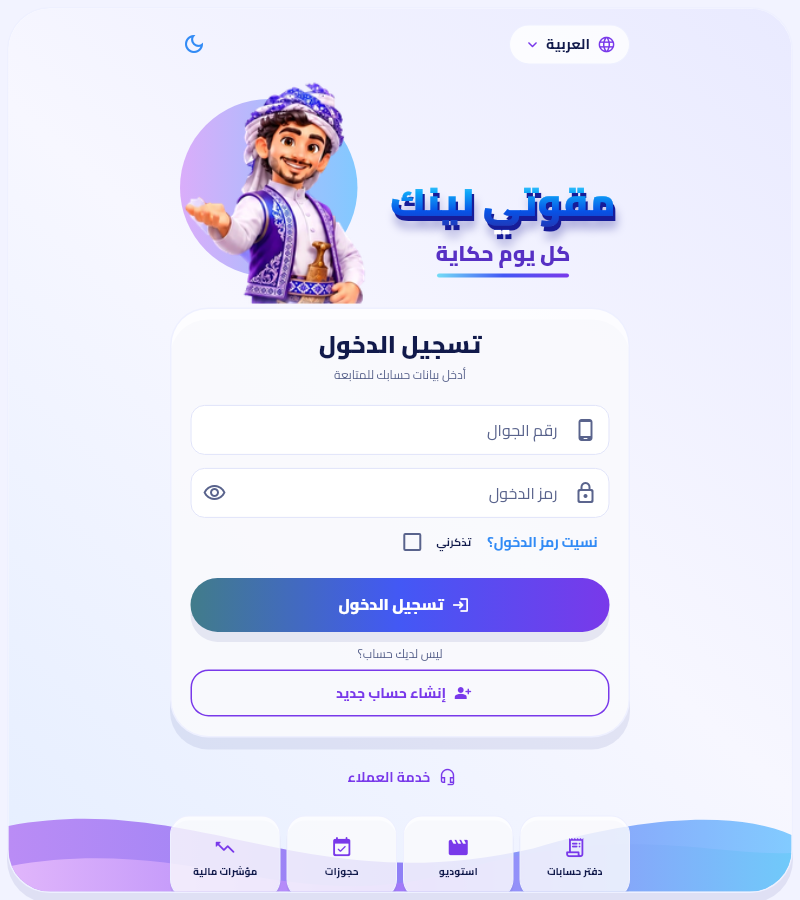 العربية
مقوتي لينك
كل يوم حكاية
تسجيل الدخول
أدخل بيانات حسابك للمتابعة
رقم الجوال
رمز الدخول
نسيت رمز الدخول؟
تذكرني
تسجيل الدخول
ليس لديك حساب؟
إنشاء حساب جديد
خدمة العملاء
دفتر حسابات
استوديو
حجوزات
مؤشرات مالية